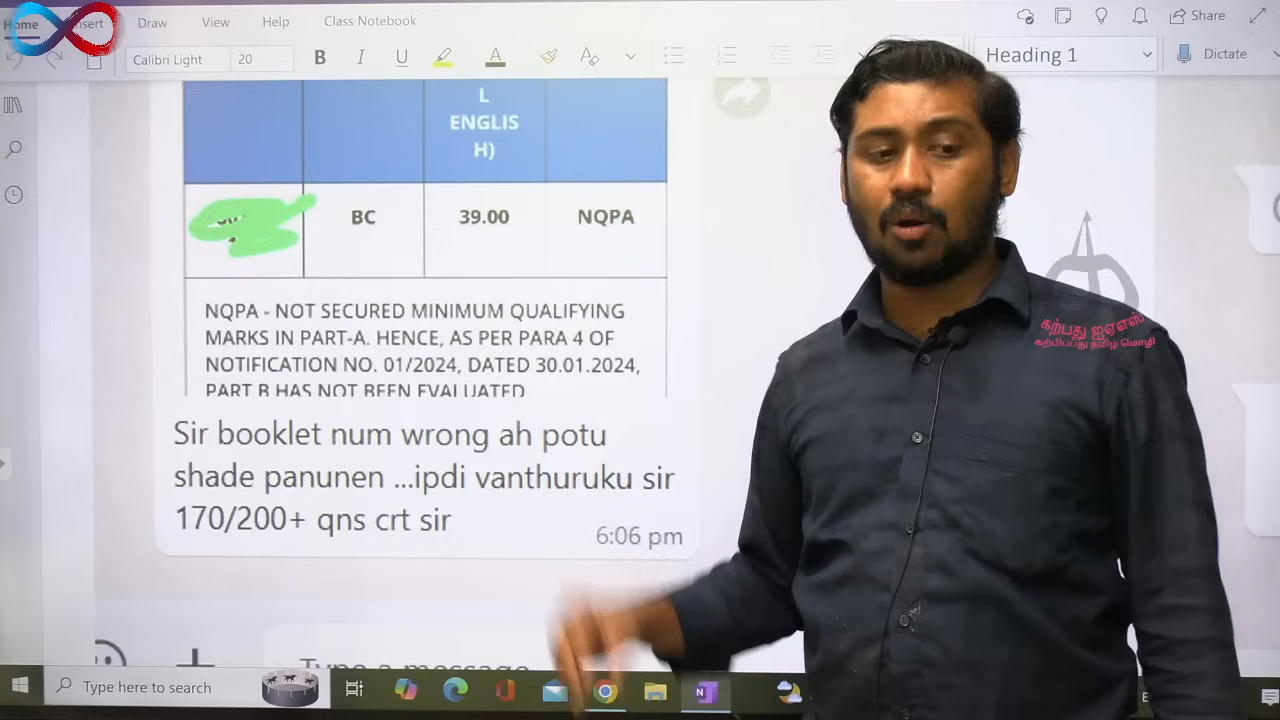 Home Insert Draw View Help Class Notebook Share
Calibri Light 20 B I U A Heading 1 Dictate
L
ENGLIS
H)
BC 39.00 NQPA
NQPA - NOT SECURED MINIMUM QUALIFYING
MARKS IN PART-A. HENCE, AS PER PARA 4 OF
NOTIFICATION NO. 01/2024, DATED 30.01.2024,
PART B HAS NOT BEEN EVALUATED
Sir booklet num wrong ah potu
shade panunen ...ipdi vanthuruku sir
170/200+ qns crt sir
6:06 pm
Type a message
Type here to search
கற்பது ஐஏஎஸ்
கற்பிப்பது தமிழ் மொழி